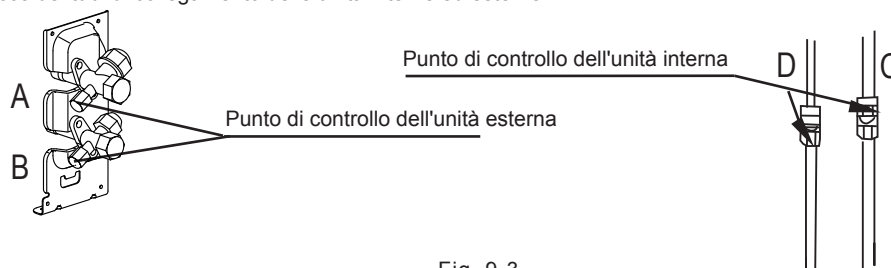 Punto di controllo dell'unità interna
D
C
A
Punto di controllo dell'unità esterna
B